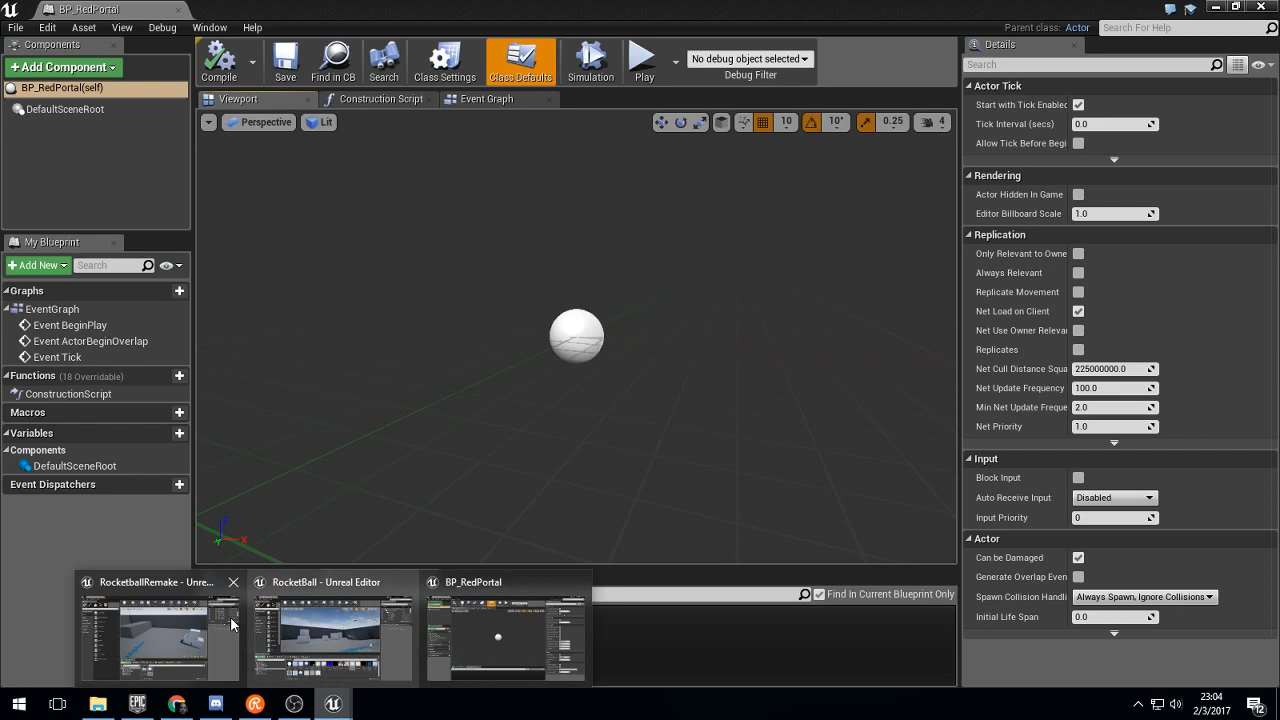 BP_RedPortal
File Edit Asset View Debug Window Help
Parent class: Actor
Search For Help
Components
Add Component
BP_RedPortal(self)
DefaultSceneRoot
Compile
Save
Find in CB
Search
Class Settings
Class Defaults
Simulation
Play
No debug object selected
Debug Filter
Viewport
Construction Script
Event Graph
Perspective
Lit
10
10°
0.25
4
My Blueprint
Add New
Search
Graphs
EventGraph
Event BeginPlay
Event ActorBeginOverlap
Event Tick
Functions (18 Overridable)
ConstructionScript
Macros
Variables
Components
DefaultSceneRoot
Event Dispatchers
Details
Search
Actor Tick
Start with Tick Enabled
Tick Interval (secs) 0.0
Allow Tick Before Begi
Rendering
Actor Hidden In Game
Editor Billboard Scale 1.0
Replication
Only Relevant to Owne
Always Relevant
Replicate Movement
Net Load on Client
Net Use Owner Releva
Replicates
Net Cull Distance Squa 225000000.0
Net Update Frequency 100.0
Min Net Update Freque 2.0
Net Priority 1.0
Input
Block Input
Auto Receive Input Disabled
Input Priority 0
Actor
Can be Damaged
Generate Overlap Even
Spawn Collision Handli Always Spawn, Ignore Collisions
Initial Life Span 0.0
Find In Current Blueprint Only
RocketballRemake - Unre...
RocketBall - Unreal Editor
BP_RedPortal
X
EPIC
23:04
2/3/2017
12